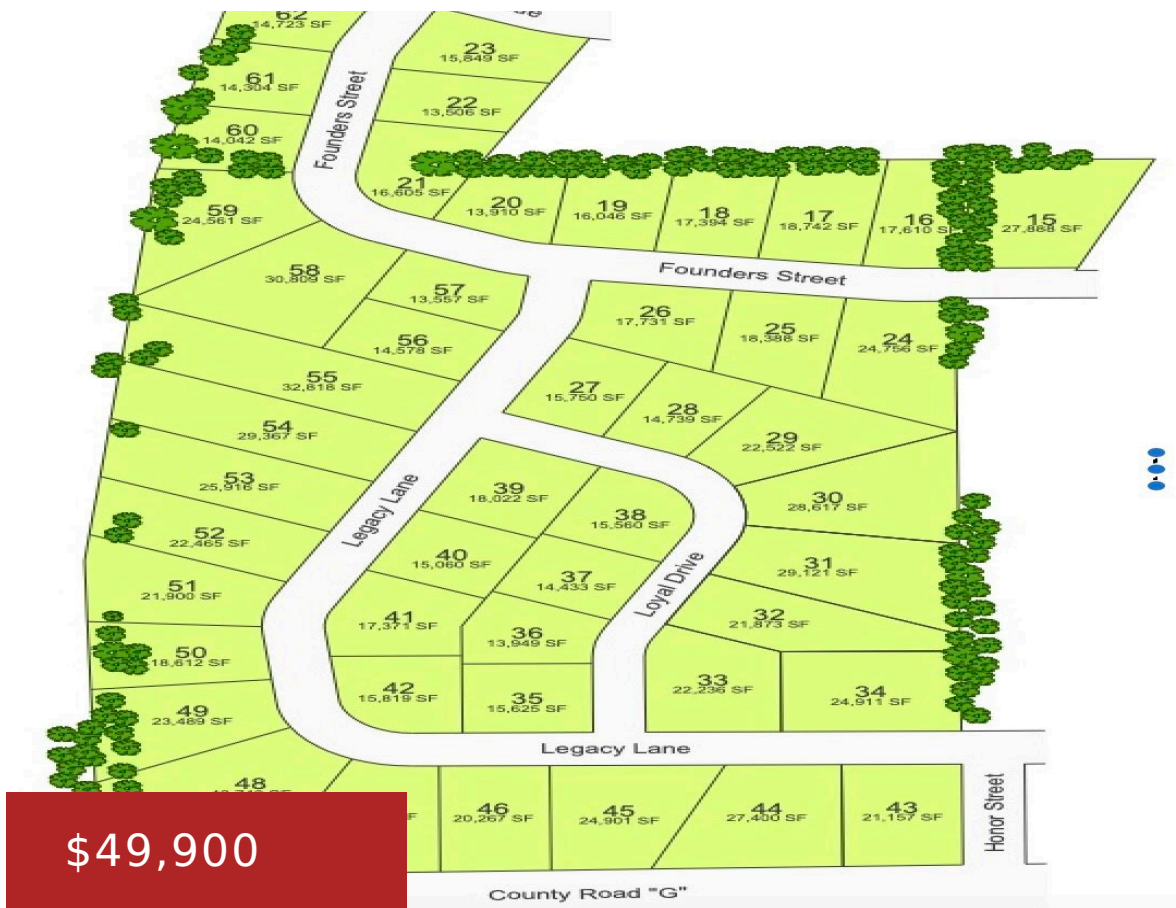 62
14,723 SF
23
15,849 SF
61
14,304 SF
22
13,506 SF
60
14,042 SF
Founders Street
21
16,605 SF
59
24,561 SF
20
13,910 SF
19
16,046 SF
18
17,394 SF
17
18,742 SF
16
17,610 S
15
27,888 SF
58
30,809 SF
57
13,557 SF
Founders Street
56
14,578 SF
26
17,731 SF
25
18,388 SF
24
24,756 SF
55
32,818 SF
27
15,750 SF
28
14,739 SF
54
29,367 SF
29
22,522 SF
53
25,916 SF
39
18,022 SF
30
28,617 SF
Legacy Lane
38
15,560 SF
52
22,465 SF
40
15,060 SF
31
29,121 SF
51
21,900 SF
37
14,433 SF
Loyal Drive
41
17,371 SF
32
21,873 SF
36
13,949 SF
50
18,612 SF
42
15,819 SF
33
22,236 SF
34
24,911 SF
35
15,625 SF
49
23,489 SF
Legacy Lane
48
46
20,267 SF
45
24,901 SF
44
27,400 SF
43
21,157 SF
Honor Street
$49,900
County Road "G"